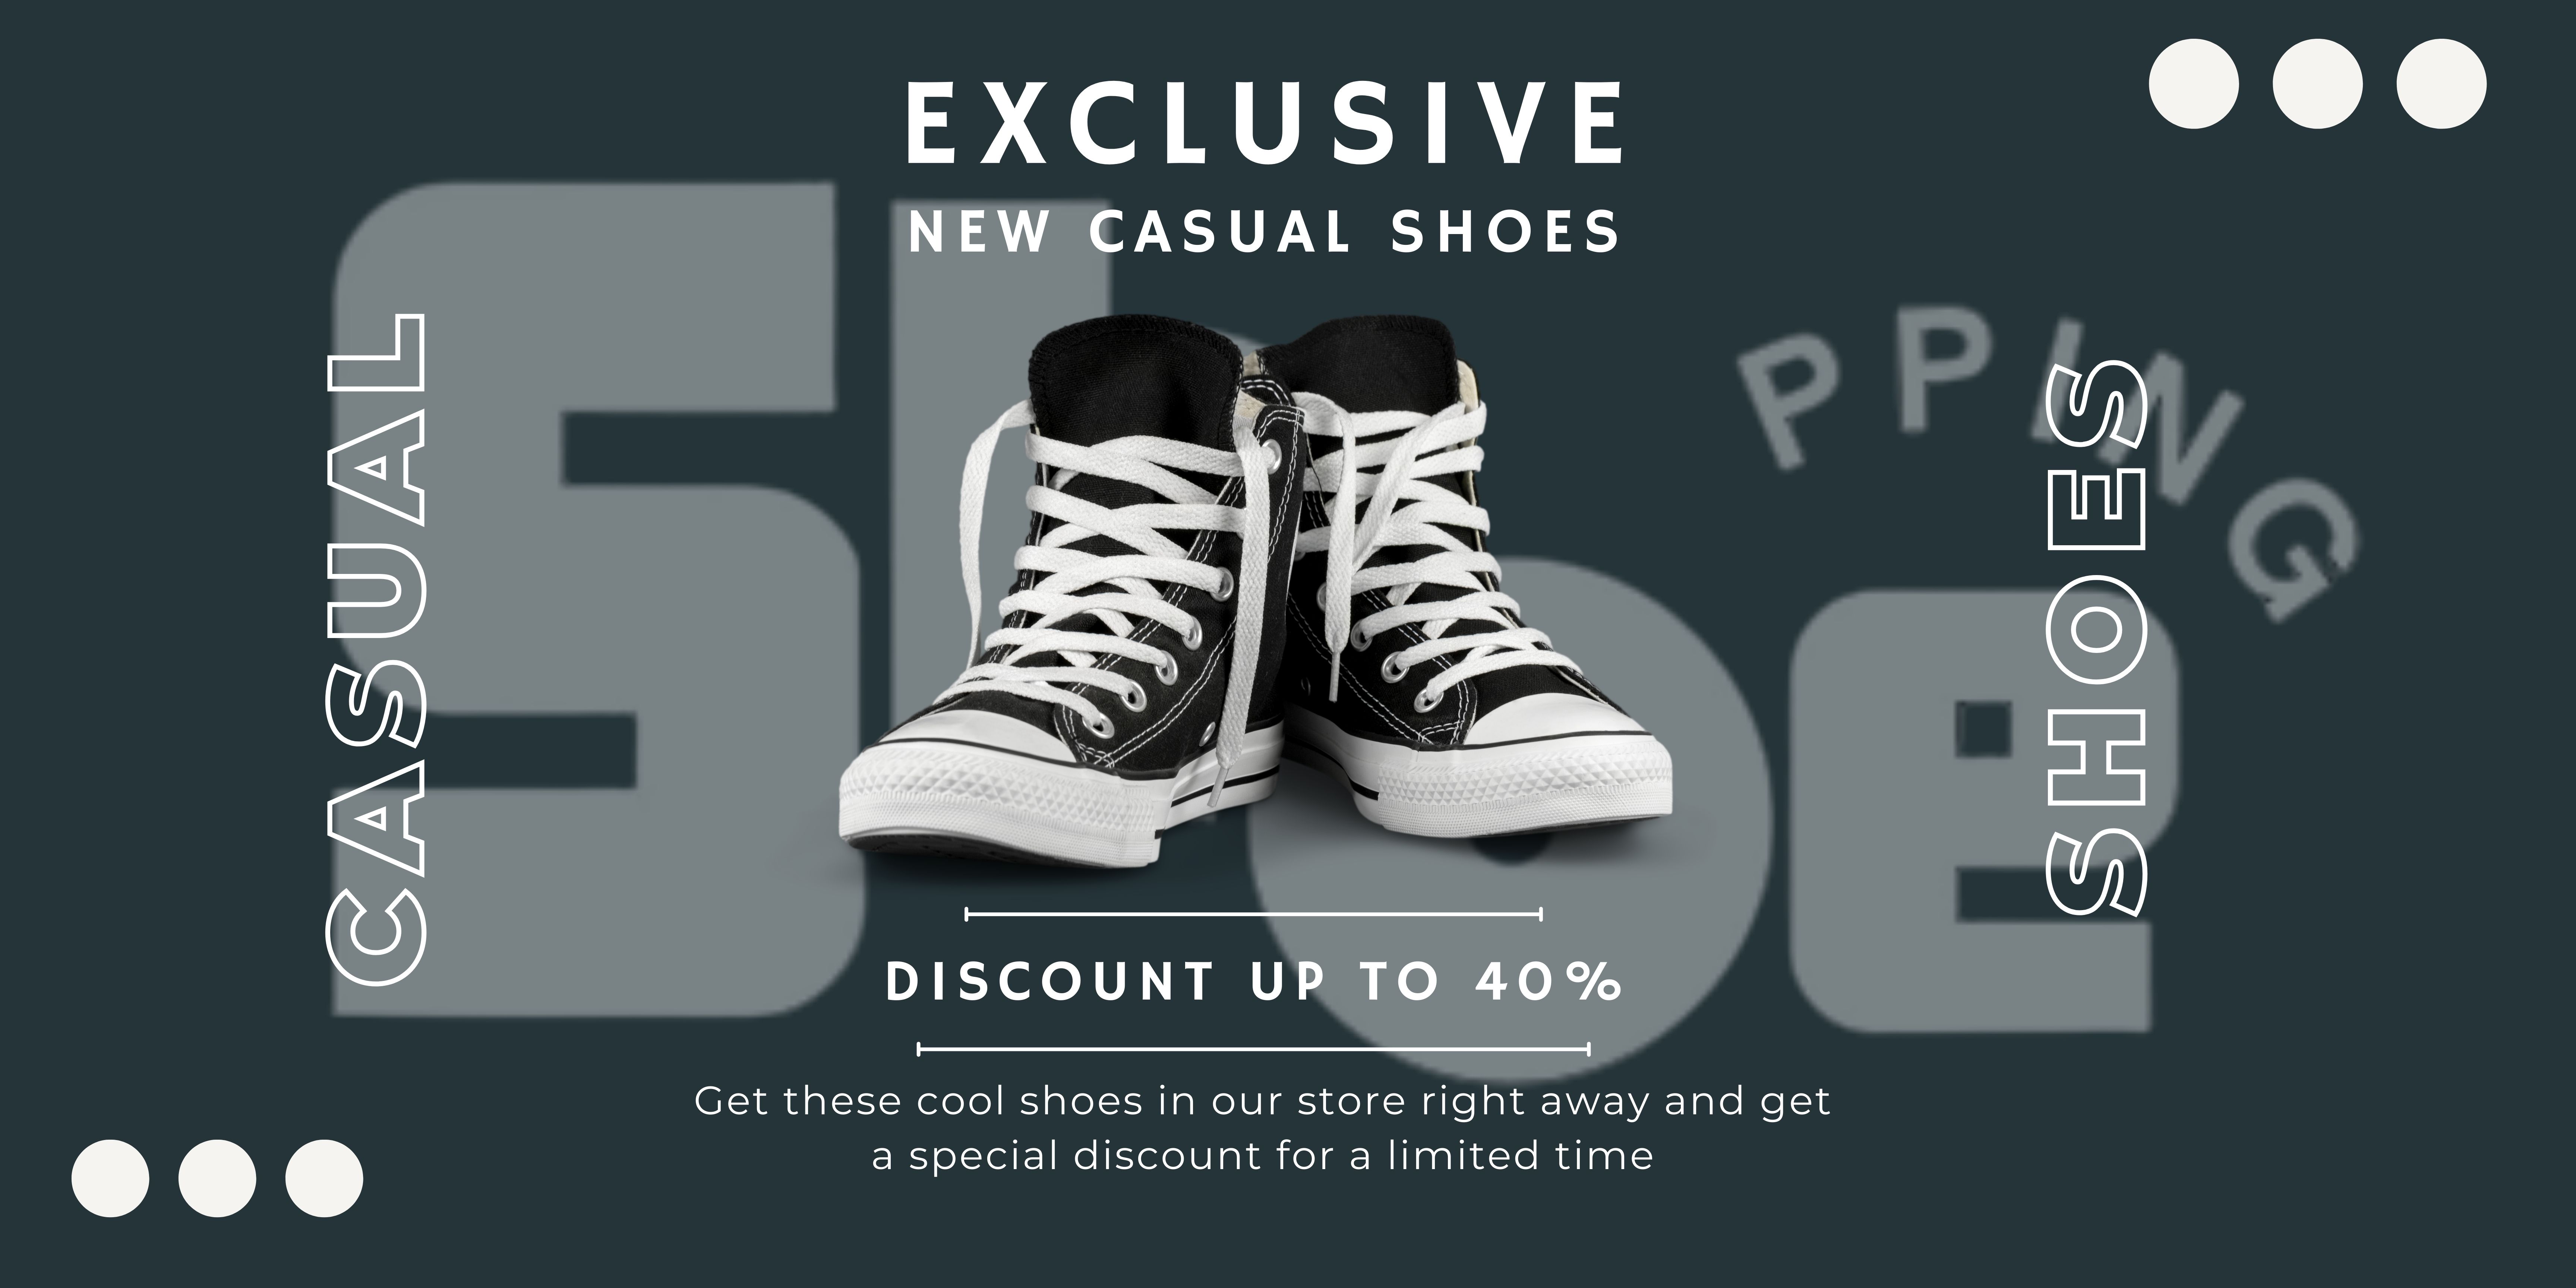 EXCLUSIVE
NEW CASUAL SHOES
CASUAL
Shoe
PPING
SHOES
DISCOUNT UP TO 40%
Get these cool shoes in our store right away and get
a special discount for a limited time